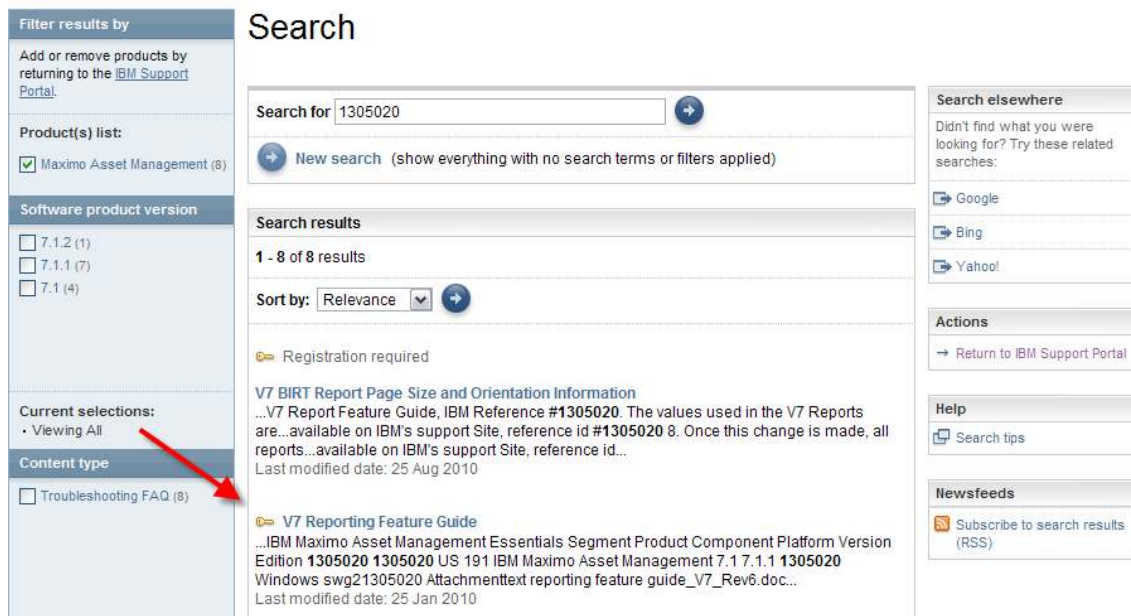 Filter results by
Add or remove products by
returning to the IBM Support
Portal.
Product(s) list:
Maximo Asset Management (8)
Software product version
7.1.2 (1)
7.1.1 (7)
7.1 (4)
Current selections:
• Viewing All
Content type
Troubleshooting FAQ (8)
Search
Search for 1305020
New search (show everything with no search terms or filters applied)
Search results
1 - 8 of 8 results
Sort by: Relevance
Registration required
V7 BIRT Report Page Size and Orientation Information
...V7 Report Feature Guide, IBM Reference #1305020. The values used in the V7 Reports
are...available on IBM's support Site, reference id #1305020 8. Once this change is made, all
reports...available on IBM's support Site, reference id...
Last modified date: 25 Aug 2010
V7 Reporting Feature Guide
...IBM Maximo Asset Management Essentials Segment Product Component Platform Version
Edition 1305020 1305020 US 191 IBM Maximo Asset Management 7.1 7.1.1 1305020
Windows swg21305020 Attachmenttext reporting feature guide_V7_Rev6.doc...
Last modified date: 25 Jan 2010
Search elsewhere
Didn't find what you were
looking for? Try these related
searches:
Google
Bing
Yahoo!
Actions
→ Return to IBM Support Portal
Help
Search tips
Newsfeeds
Subscribe to search results
(RSS)